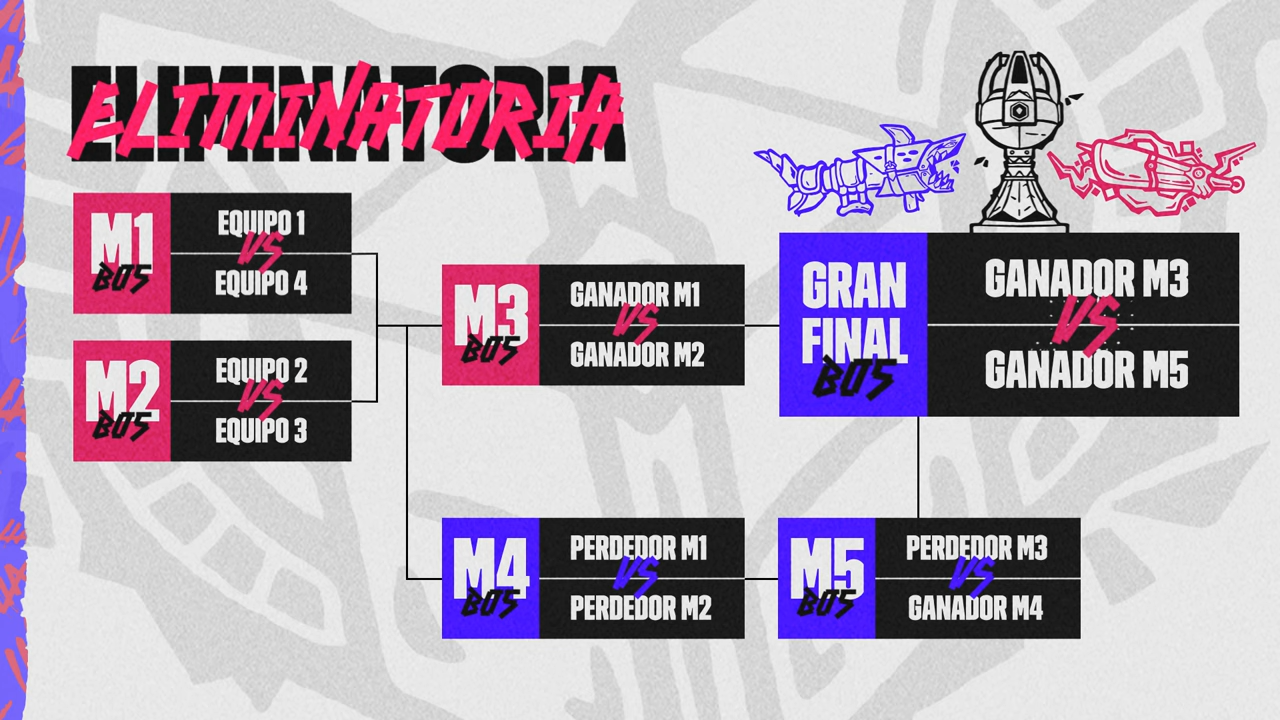 ELIMINATORIA
M1
BO5
EQUIPO 1
VS
EQUIPO 4
M2
BO5
EQUIPO 2
VS
EQUIPO 3
M3
BO5
GANADOR M1
VS
GANADOR M2
GRAN
FINAL
BO5
GANADOR M3
VS
GANADOR M5
M4
BO5
PERDEDOR M1
VS
PERDEDOR M2
M5
BO5
PERDEDOR M3
VS
GANADOR M4